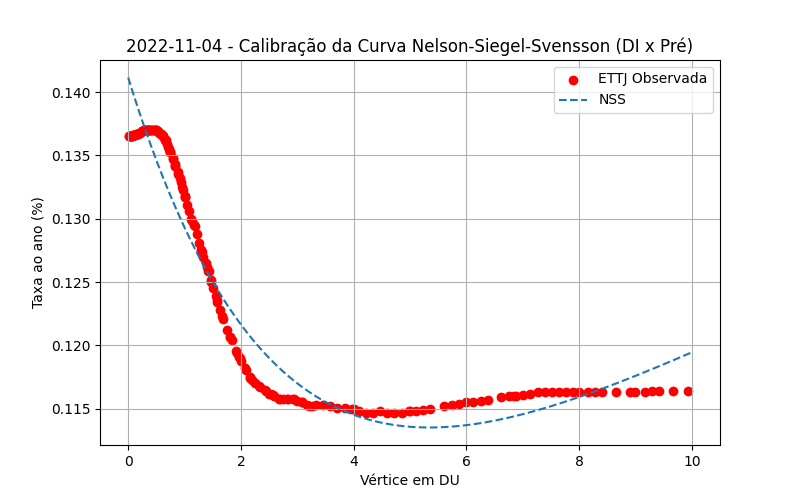 2022-11-04 - Calibração da Curva Nelson-Siegel-Svensson (DI x Pré)
ETTJ Observada
NSS
Taxa ao ano (%)
0.140
0.135
0.130
0.125
0.120
0.115
0 2 4 6 8 10
Vértice em DU